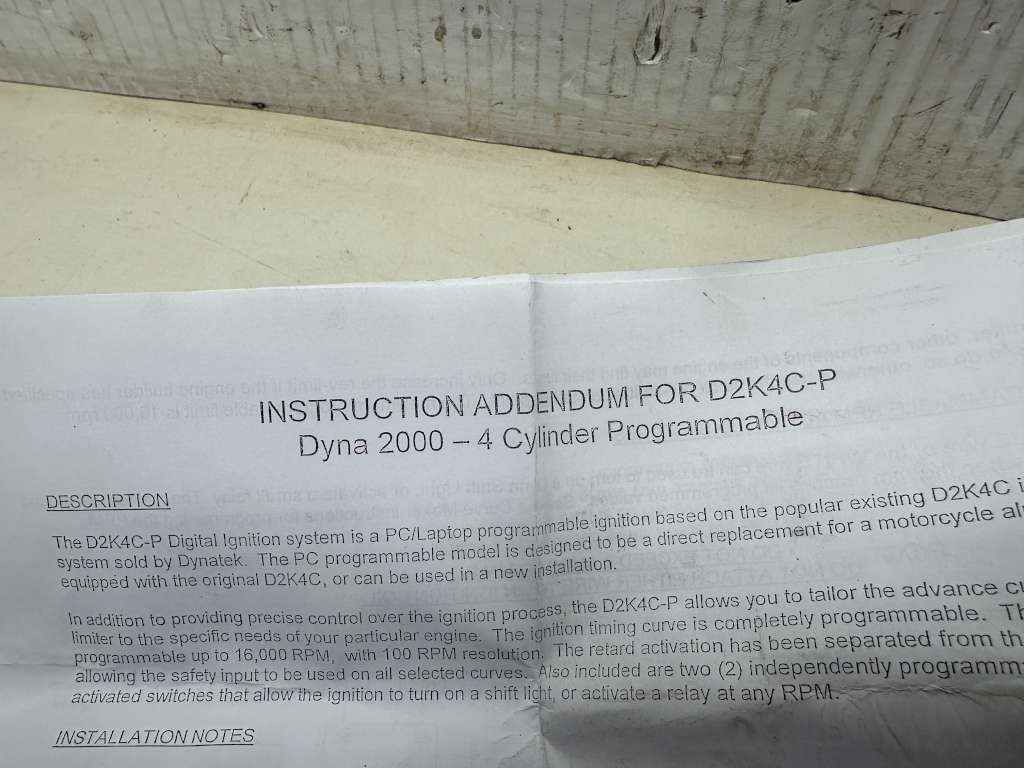 INSTRUCTION ADDENDUM FOR D2K4C-P
Dyna 2000 – 4 Cylinder Programmable
DESCRIPTION
The D2K4C-P Digital Ignition system is a PC/Laptop programmable ignition based on the popular existing D2K4C i
system sold by Dynatek. The PC programmable model is designed to be a direct replacement for a motorcycle al
equipped with the original D2K4C, or can be used in a new installation.
In addition to providing precise control over the ignition process, the D2K4C-P allows you to tailor the advance c
limiter to the specific needs of your particular engine. The ignition timing curve is completely programmable. Th
programmable up to 16,000 RPM, with 100 RPM resolution. The retard activation has been separated from th
allowing the safety input to be used on all selected curves. Also included are two (2) independently programm
activated switches that allow the ignition to turn on a shift light, or activate a relay at any RPM.
INSTALLATION NOTES